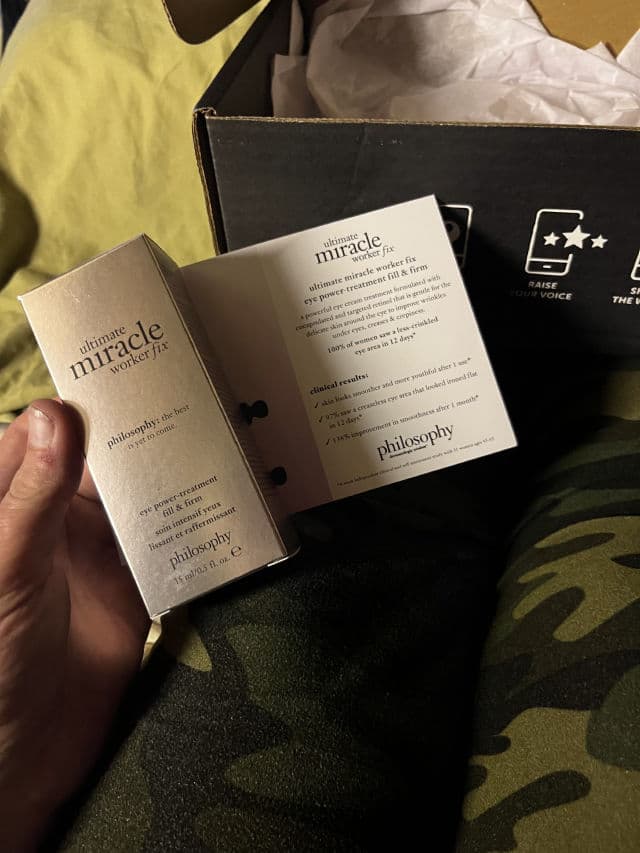 ultimate
miracle
worker fix
philosophy: the best
is yet to come.
eye power-treatment
fill & firm
soin intensif yeux
lissant et raffermissant
philosophy
15 ml/0.5 fl. oz. e
ultimate
miracle
worker fix
ultimate miracle worker fix
eye power-treatment fill & firm
a powerful eye cream treatment formulated with
encapsulated and targeted retinol that is gentle for the
delicate skin around the eye to improve wrinkles
under eyes, creases & crepiness.
100% of women saw a less-crinkled
eye area in 12 days*
clinical results:
✓ skin looks smoother and more youthful after 1 use*
✓ 97% saw a creaseless eye area that looked ironed flat
in 12 days*
✓ 136% improvement in smoothness after 1 month*
philosophy
RAISE
YOUR VOICE
THE